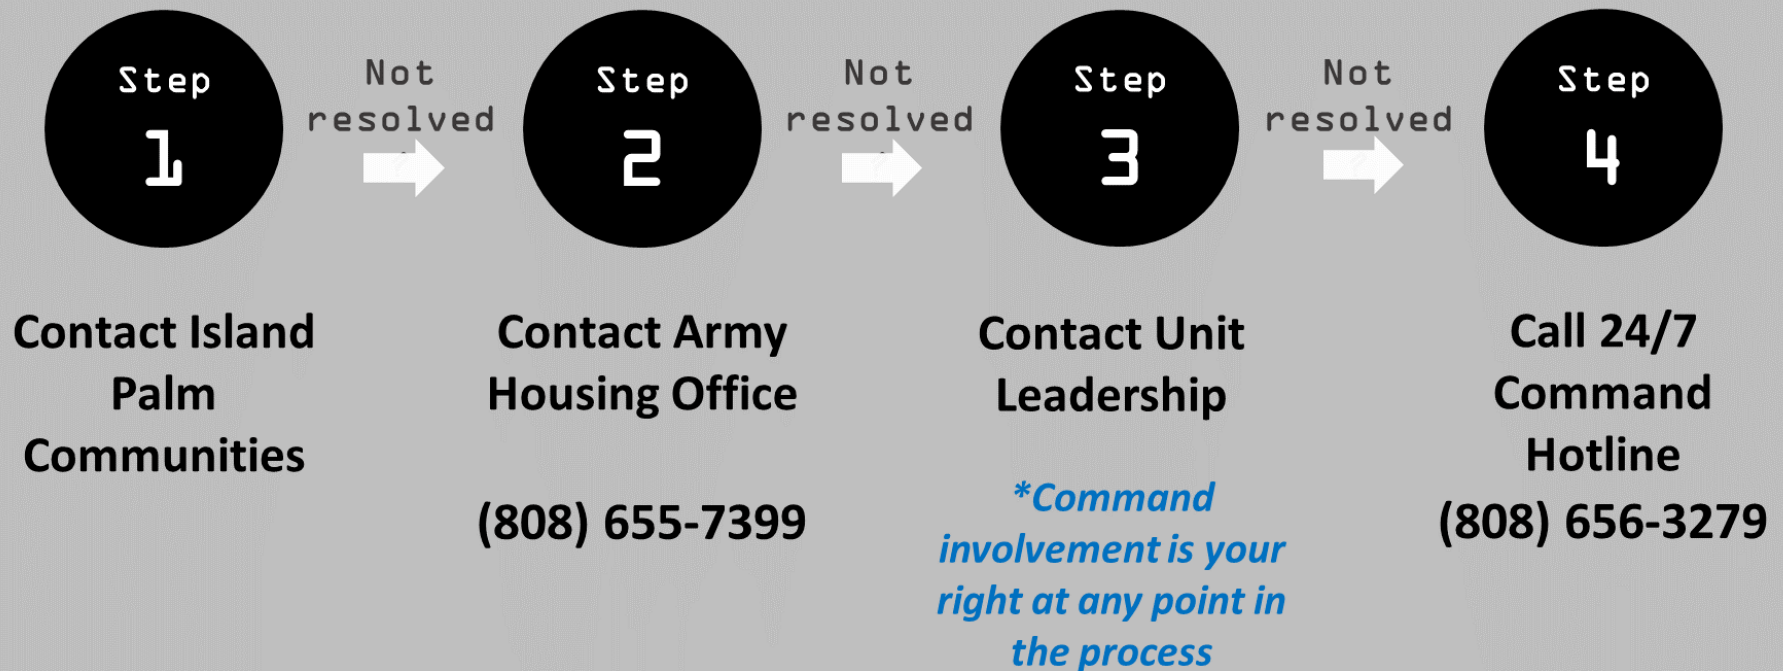 Step
1
Not
resolved
?
Step
2
Not
resolved
?
Step
3
Not
resolved
?
Step
4
Contact Island
Palm
Communities
Contact Army
Housing Office
(808) 655-7399
Contact Unit
Leadership
*Command
involvement is your
right at any point in
the process
Call 24/7
Command
Hotline
(808) 656-3279